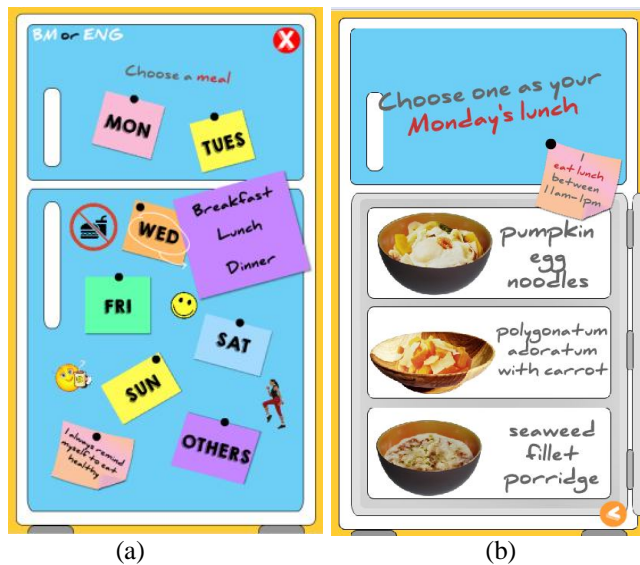 BM or ENG
X
Choose a meal
MON
TUES
WED
Breakfast
Lunch
Dinner
FRI
SAT
SUN
I always remind
myself to eat
healthy
OTHERS
(a)
Choose one as your
Monday's lunch
I
eat lunch
between
11am-1pm
pumpkin
egg
noodles
polygonatum
adoratum
with carrot
seaweed
fillet
porridge
(b)